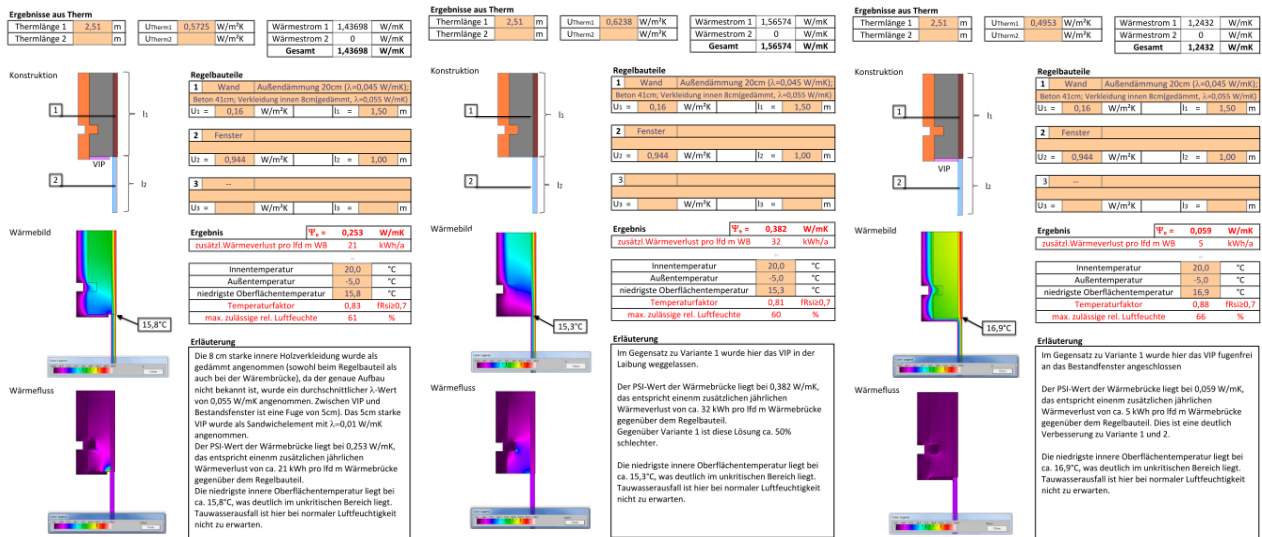 Ergebnisse aus Therm
Thermlänge 1 2,51 m UTherm1 0,5725 W/m²K Wärmestrom 1 1,43698 W/mK
Thermlänge 2 m UTherm2 W/m²K Wärmestrom 2 0 W/mK
Gesamt 1,43698 W/mK
Konstruktion
1
l1
VIP
2
l2
Regelbauteile
1 Wand Außendämmung 20cm (λ=0,045 W/mK);
Beton 41cm; Verkleidung innen 8cm(gedämmt, λ=0,055 W/mK)
U1 = 0,16 W/m²K l1 = 1,50 m
2 Fenster
U2 = 0,944 W/m²K l2 = 1,00 m
3 --
U3 = W/m²K l3 = m
Wärmebild
15,8°C
Ergebnis Ψe = 0,253 W/mK
zusätzl.Wärmeverlust pro lfd m WB 21 kWh/a
Innentemperatur 20,0 °C
Außentemperatur -5,0 °C
niedrigste Oberflächentemperatur 15,8 °C
Temperaturfaktor 0,83 fRsi≥0,7
max. zulässige rel. Luftfeuchte 61 %
Wärmefluss
Erläuterung
Die 8 cm starke innere Holzverkleidung wurde als
gedämmt angenommen (sowohl beim Regelbauteil als
auch bei der Wärembrücke), da der genaue Aufbau
nicht bekannt ist, wurde ein durchschnittlicher λ-Wert
von 0,055 W/mK angenommen. Zwischen VIP und
Bestandsfenster ist eine Fuge von 5cm). Das 5cm starke
VIP wurde als Sandwichelement mit λ=0,01 W/mK
angenommen.
Der PSI-Wert der Wärmebrücke liegt bei 0,253 W/mK,
das entspricht einenm zusätzlichen jährlichen
Wärmeverlust von ca. 21 kWh pro lfd m Wärmebrücke
gegenüber dem Regelbauteil.
Die niedrigste innere Oberflächentemperatur liegt bei
ca. 15,8°C, was deutlich im unkritischen Bereich liegt.
Tauwasserausfall ist hier bei normaler Luftfeuchtigkeit
nicht zu erwarten.
Ergebnisse aus Therm
Thermlänge 1 2,51 m UTherm1 0,6238 W/m²K Wärmestrom 1 1,56574 W/mK
Thermlänge 2 m UTherm2 W/m²K Wärmestrom 2 0 W/mK
Gesamt 1,56574 W/mK
Konstruktion
1
l1
2
l2
Regelbauteile
1 Wand Außendämmung 20cm (λ=0,045 W/mK);
Beton 41cm; Verkleidung innen 8cm(gedämmt, λ=0,055 W/mK)
U1 = 0,16 W/m²K l1 = 1,50 m
2 Fenster
U2 = 0,944 W/m²K l2 = 1,00 m
3
U3 = W/m²K l3 = m
Wärmebild
15,3°C
Ergebnis Ψe = 0,382 W/mK
zusätzl.Wärmeverlust pro lfd m WB 32 kWh/a
Innentemperatur 20,0 °C
Außentemperatur -5,0 °C
niedrigste Oberflächentemperatur 15,3 °C
Temperaturfaktor 0,81 fRsi≥0,7
max. zulässige rel. Luftfeuchte 60 %
Wärmefluss
Erläuterung
Im Gegensatz zu Variante 1 wurde hier das VIP in der
Laibung weggelassen.
Der PSI-Wert der Wärmebrücke liegt bei 0,382 W/mK,
das entspricht einenm zusätzlichen jährlichen
Wärmeverlust von ca. 32 kWh pro lfd m Wärmebrücke
gegenüber dem Regelbauteil.
Gegenüber Variante 1 ist diese Lösung ca. 50%
schlechter.
Die niedrigste innere Oberflächentemperatur liegt bei
ca. 15,3°C, was deutlich im unkritischen Bereich liegt.
Tauwasserausfall ist hier bei normaler Luftfeuchtigkeit
nicht zu erwarten.
Ergebnisse aus Therm
Thermlänge 1 2,51 m UTherm1 0,4953 W/m²K Wärmestrom 1 1,2432 W/mK
Thermlänge 2 m UTherm2 W/m²K Wärmestrom 2 0 W/mK
Gesamt 1,2432 W/mK
Konstruktion
1
l1
VIP
2
l2
Regelbauteile
1 Wand Außendämmung 20cm (λ=0,045 W/mK);
Beton 41cm; Verkleidung innen 8cm(gedämmt, λ=0,055 W/mK)
U1 = 0,16 W/m²K l1 = 1,50 m
2 Fenster
U2 = 0,944 W/m²K l2 = 1,00 m
3 --
U3 = W/m²K l3 = m
Wärmebild
16,9°C
Ergebnis Ψe = 0,059 W/mK
zusätzl.Wärmeverlust pro lfd m WB 5 kWh/a
Innentemperatur 20,0 °C
Außentemperatur -5,0 °C
niedrigste Oberflächentemperatur 16,9 °C
Temperaturfaktor 0,88 fRsi≥0,7
max. zulässige rel. Luftfeuchte 66 %
Wärmefluss
Erläuterung
Im Gegensatz zu Variante 1 wurde hier das VIP fugenfrei
an das Bestandfenster angeschlossen
Der PSI-Wert der Wärmebrücke liegt bei 0,059 W/mK,
das entspricht einenm zusätzlichen jährlichen
Wärmeverlust von ca. 5 kWh pro lfd m Wärmebrücke
gegenüber dem Regelbauteil. Dies ist eine deutlich
Verbesserung zu Variante 1 und 2.
Die niedrigste innere Oberflächentemperatur liegt bei
ca. 16,9°C, was deutlich im unkritischen Bereich liegt.
Tauwasserausfall ist hier bei normaler Luftfeuchtigkeit
nicht zu erwarten.